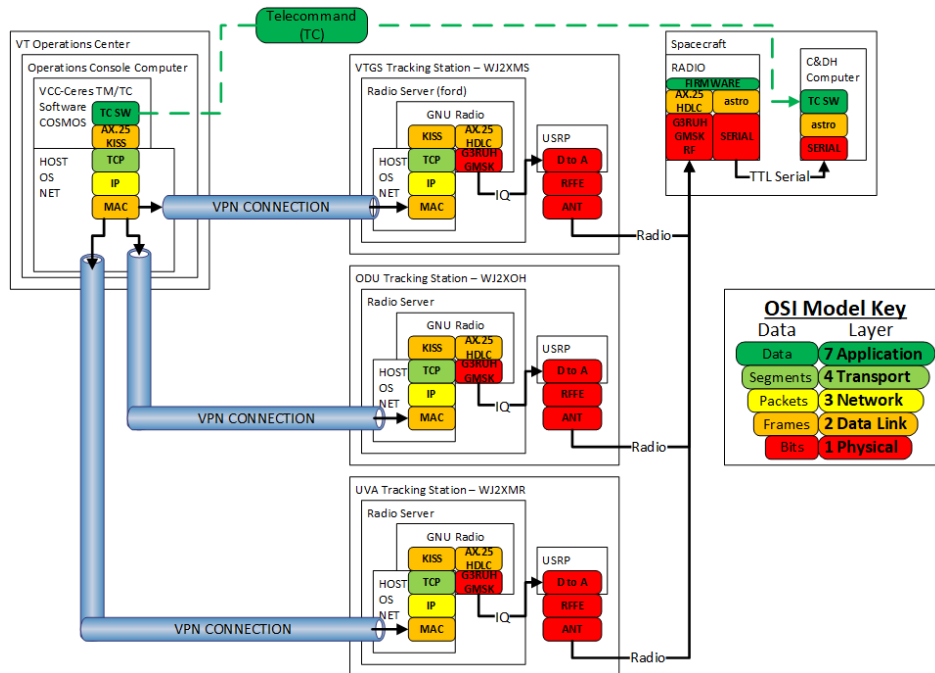 Telecommand
(TC)
VT Operations Center
Operations Console Computer
VCC-Ceres TM/TC
Software
COSMOS
TC SW
AX.25
KISS
HOST
OS
NET
TCP
IP
MAC
VPN CONNECTION
VPN CONNECTION
VPN CONNECTION
VTGS Tracking Station – WJ2XMS
Radio Server (ford)
GNU Radio
KISS
AX.25
HDLC
HOST
OS
NET
TCP
G3RUH
GMSK
IP
MAC
IQ
USRP
D to A
RFFE
ANT
Radio
ODU Tracking Station – WJ2XOH
Radio Server
GNU Radio
KISS
AX.25
HDLC
HOST
OS
NET
TCP
G3RUH
GMSK
IP
MAC
IQ
USRP
D to A
RFFE
ANT
Radio
UVA Tracking Station – WJ2XMR
Radio Server
GNU Radio
KISS
AX.25
HDLC
HOST
OS
NET
TCP
G3RUH
GMSK
IP
MAC
IQ
USRP
D to A
RFFE
ANT
Radio
Spacecraft
RADIO
FIRMWARE
AX.25
HDLC
astro
G3RUH
GMSK
RF
SERIAL
TTL Serial
C&DH
Computer
TC SW
astro
SERIAL
OSI Model Key
Data Layer
Data 7 Application
Segments 4 Transport
Packets 3 Network
Frames 2 Data Link
Bits 1 Physical